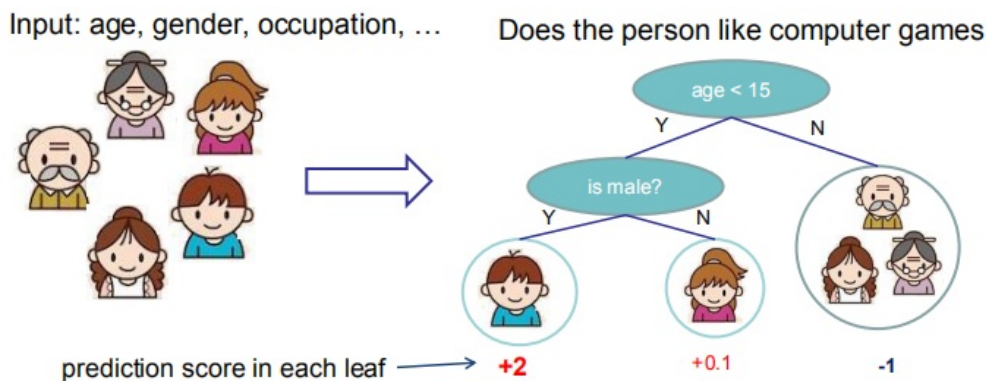 Input: age, gender, occupation, …
Does the person like computer games
age < 15
Y
N
is male?
Y
N
prediction score in each leaf
+2
+0.1
-1